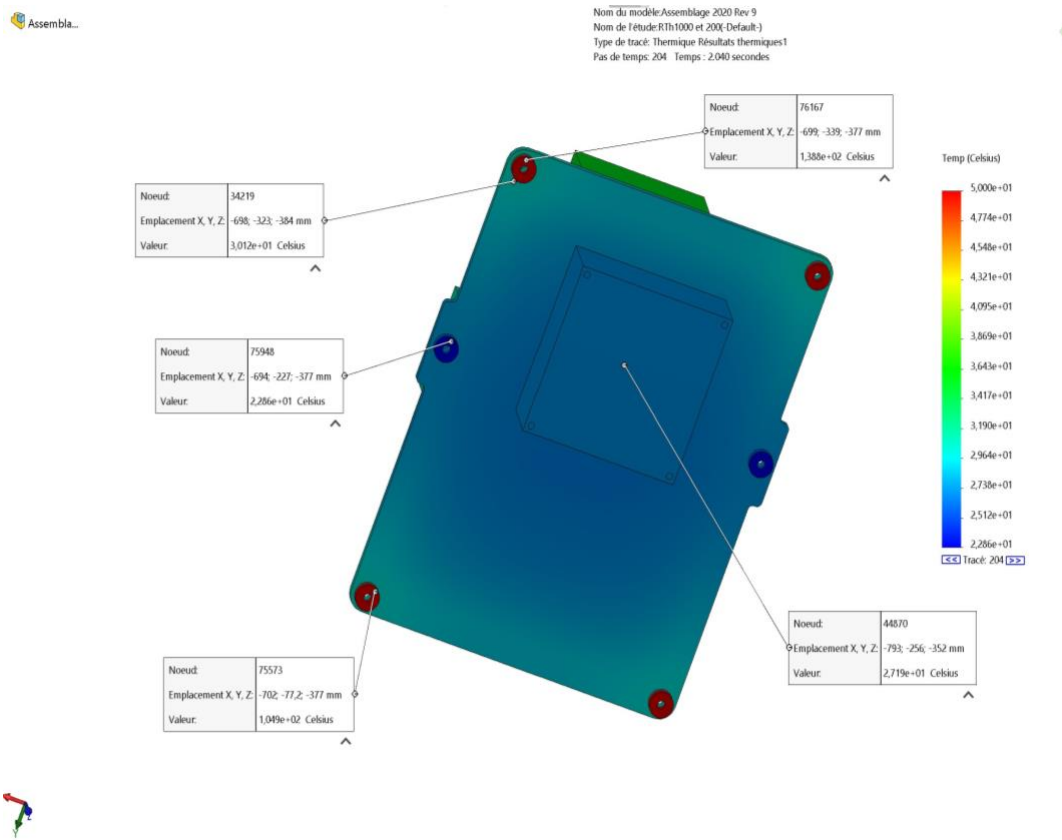 Assembla...
Nom du modèle:Assemblage 2020 Rev 9
Nom de l'étude:RTh1000 et 200(-Default-)
Type de tracé: Thermique Résultats thermiques1
Pas de temps: 204 Temps : 2.040 secondes
Noeud: 76167
Emplacement X, Y, Z: -699; -339; -377 mm
Valeur: 1,388e+02 Celsius
Noeud: 34219
Emplacement X, Y, Z: -698; -323; -384 mm
Valeur: 3,012e+01 Celsius
Noeud: 75948
Emplacement X, Y, Z: -694; -227; -377 mm
Valeur: 2,286e+01 Celsius
Noeud: 75573
Emplacement X, Y, Z: -702; -77,2; -377 mm
Valeur: 1,049e+02 Celsius
Noeud: 44870
Emplacement X, Y, Z: -793; -256; -352 mm
Valeur: 2,719e+01 Celsius
Temp (Celsius)
5,000e+01
4,774e+01
4,548e+01
4,321e+01
4,095e+01
3,869e+01
3,643e+01
3,417e+01
3,190e+01
2,964e+01
2,738e+01
2,512e+01
2,286e+01
<< Tracé: 204 >>
Y